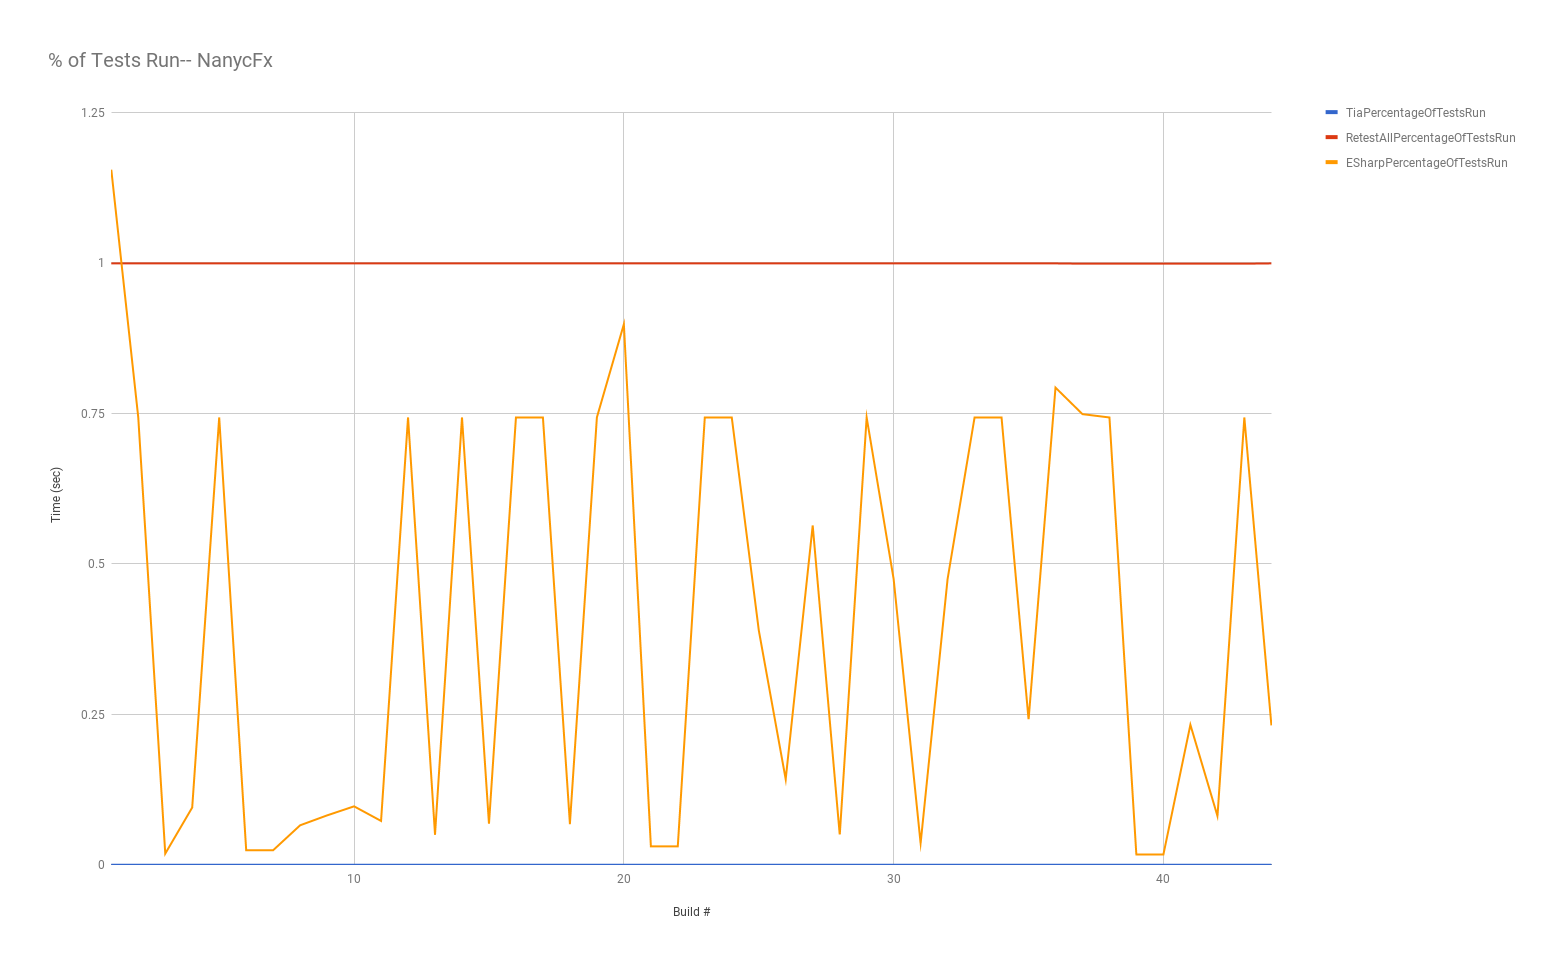 % of Tests Run-- NanycFx
TiaPercentageOfTestsRun
RetestAllPercentageOfTestsRun
ESharpPercentageOfTestsRun
1.25
1
0.75
0.5
0.25
0
Time (sec)
10
20
30
40
Build #